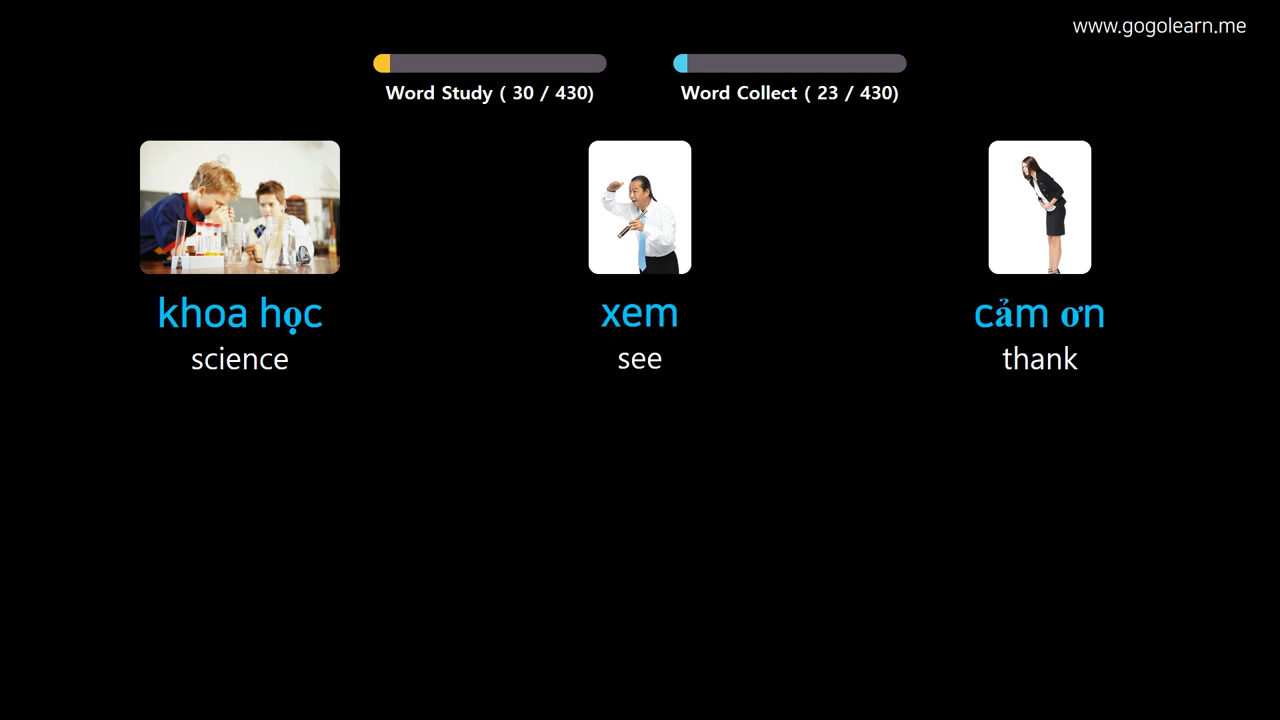 www.gogolearn.me
Word Study ( 30 / 430)
Word Collect ( 23 / 430)
khoa học
science
xem
see
cảm ơn
thank